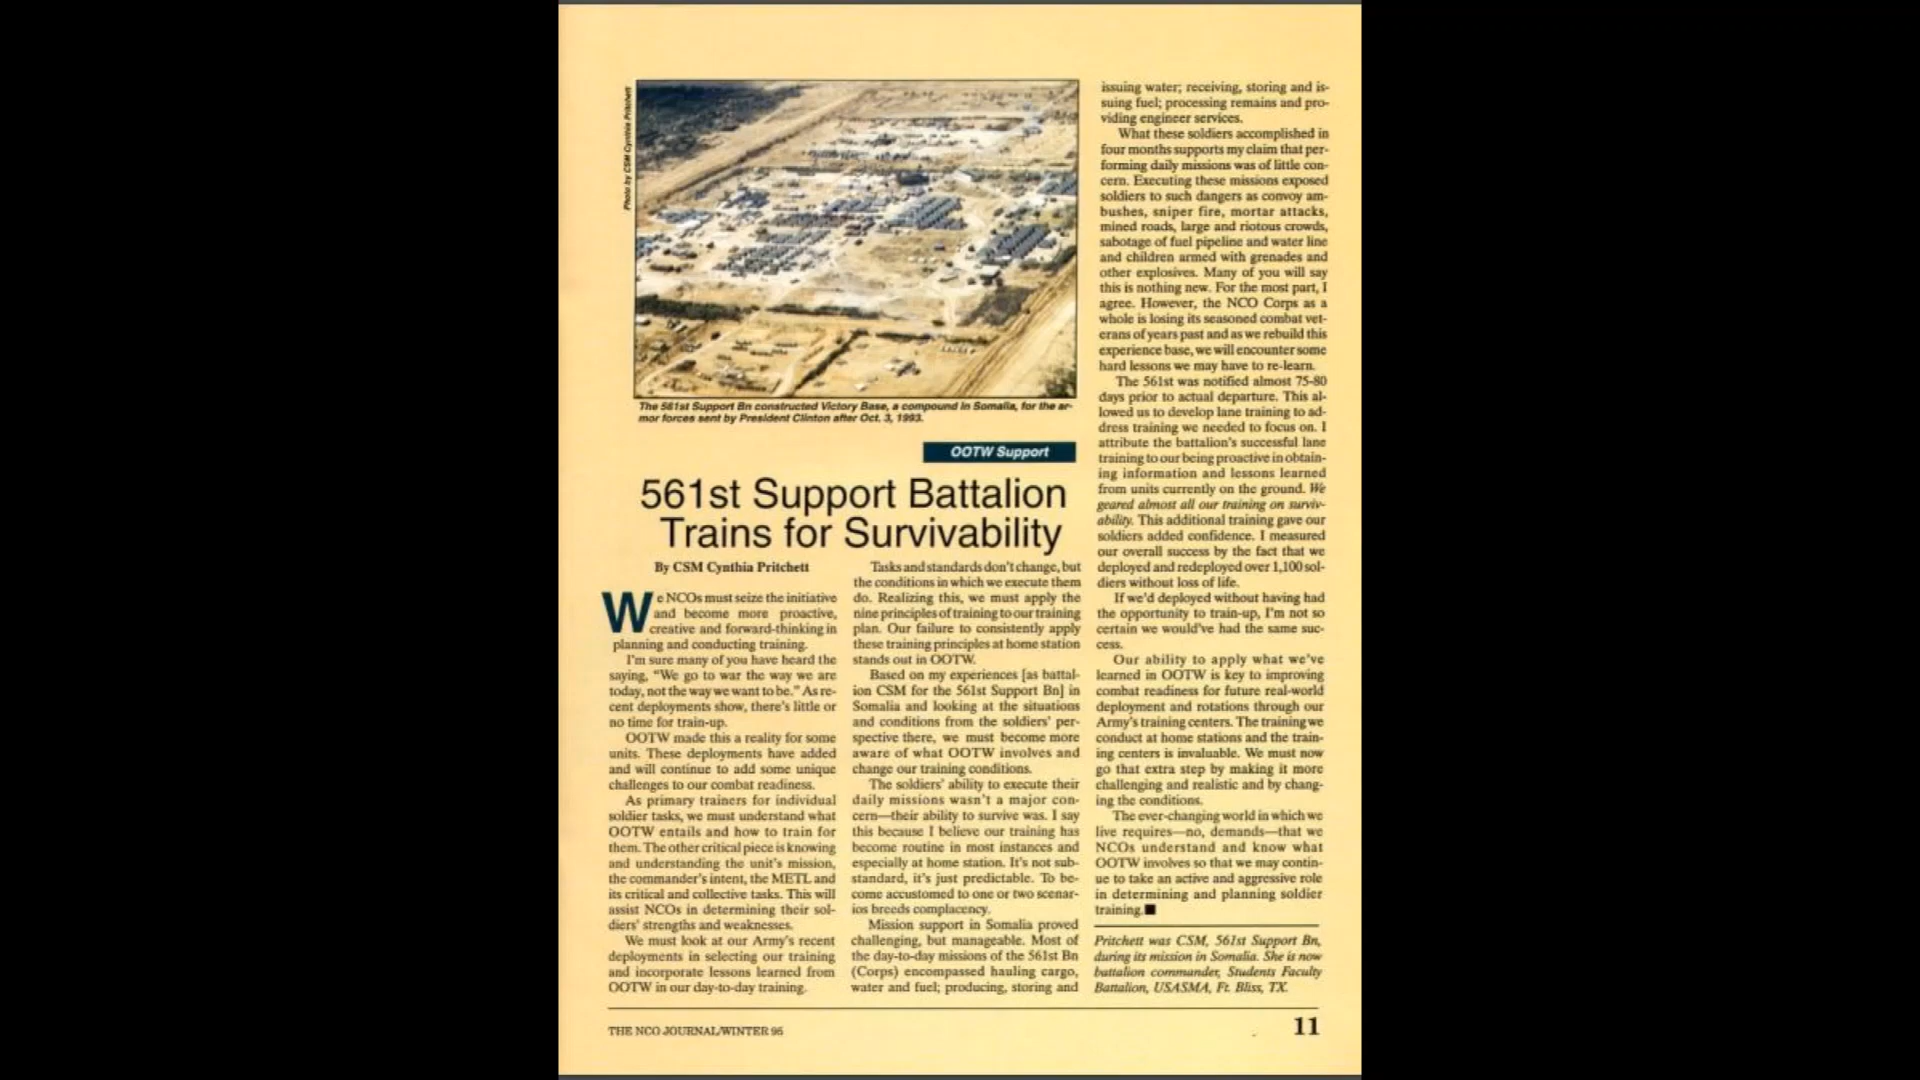 Photo by CSM Cynthia Pritchett
The 561st Support Bn constructed Victory Base, a compound in Somalia, for the ar-
mor forces sent by President Clinton after Oct. 3, 1993.
OOTW Support
561st Support Battalion
Trains for Survivability
By CSM Cynthia Pritchett
We NCOs must seize the initiative
and become more proactive,
creative and forward-thinking in
planning and conducting training.
I'm sure many of you have heard the
saying, “We go to war the way we are
today, not the way we want to be.” As re-
cent deployments show, there's little or
no time for train-up.
OOTW made this a reality for some
units. These deployments have added
and will continue to add some unique
challenges to our combat readiness.
As primary trainers for individual
soldier tasks, we must understand what
OOTW entails and how to train for
them. The other critical piece is knowing
and understanding the unit's mission,
the commander's intent, the METL and
its critical and collective tasks. This will
assist NCOs in determining their sol-
diers' strengths and weaknesses.
We must look at our Army's recent
deployments in selecting our training
and incorporate lessons learned from
OOTW in our day-to-day training.
Tasks and standards don't change, but
the conditions in which we execute them
do. Realizing this, we must apply the
nine principles of training to our training
plan. Our failure to consistently apply
these training principles at home station
stands out in OOTW.
Based on my experiences [as battal-
ion CSM for the 561st Support Bn] in
Somalia and looking at the situations
and conditions from the soldiers' per-
spective there, we must become more
aware of what OOTW involves and
change our training conditions.
The soldiers' ability to execute their
daily missions wasn't a major con-
cern—their ability to survive was. I say
this because I believe our training has
become routine in most instances and
especially at home station. It's not sub-
standard, it's just predictable. To be-
come accustomed to one or two scenar-
ios breeds complacency.
Mission support in Somalia proved
challenging, but manageable. Most of
the day-to-day missions of the 561st Bn
(Corps) encompassed hauling cargo,
water and fuel; producing, storing and
issuing water; receiving, storing and is-
suing fuel; processing remains and pro-
viding engineer services.
What these soldiers accomplished in
four months supports my claim that per-
forming daily missions was of little con-
cern. Executing these missions exposed
soldiers to such dangers as convoy am-
bushes, sniper fire, mortar attacks,
mined roads, large and riotous crowds,
sabotage of fuel pipeline and water line
and children armed with grenades and
other explosives. Many of you will say
this is nothing new. For the most part, I
agree. However, the NCO Corps as a
whole is losing its seasoned combat vet-
erans of years past and as we rebuild this
experience base, we will encounter some
hard lessons we may have to re-learn.
The 561st was notified almost 75-80
days prior to actual departure. This al-
lowed us to develop lane training to ad-
dress training we needed to focus on. I
attribute the battalion's successful lane
training to our being proactive in obtain-
ing information and lessons learned
from units currently on the ground. We
geared almost all our training on surviv-
ability. This additional training gave our
soldiers added confidence. I measured
our overall success by the fact that we
deployed and redeployed over 1,100 sol-
diers without loss of life.
If we'd deployed without having had
the opportunity to train-up, I'm not so
certain we would've had the same suc-
cess.
Our ability to apply what we've
learned in OOTW is key to improving
combat readiness for future real-world
deployment and rotations through our
Army's training centers. The training we
conduct at home stations and the train-
ing centers is invaluable. We must now
go that extra step by making it more
challenging and realistic and by chang-
ing the conditions.
The ever-changing world in which we
live requires—no, demands—that we
NCOs understand and know what
OOTW involves so that we may contin-
ue to take an active and aggressive role
in determining and planning soldier
training.■
Pritchett was CSM, 561st Support Bn,
during its mission in Somalia. She is now
battalion commander, Students Faculty
Battalion, USASMA, Ft. Bliss, TX.
THE NCO JOURNAL/WINTER 95
11